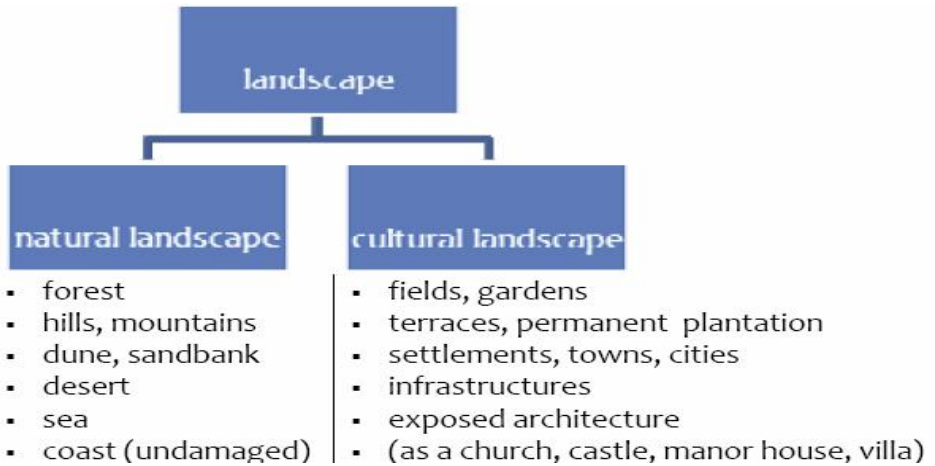 landscape
natural landscape
cultural landscape
▪ forest
▪ hills, mountains
▪ dune, sandbank
▪ desert
▪ sea
▪ coast (undamaged)
▪ fields, gardens
▪ terraces, permanent plantation
▪ settlements, towns, cities
▪ infrastructures
▪ exposed architecture
▪ (as a church, castle, manor house, villa)